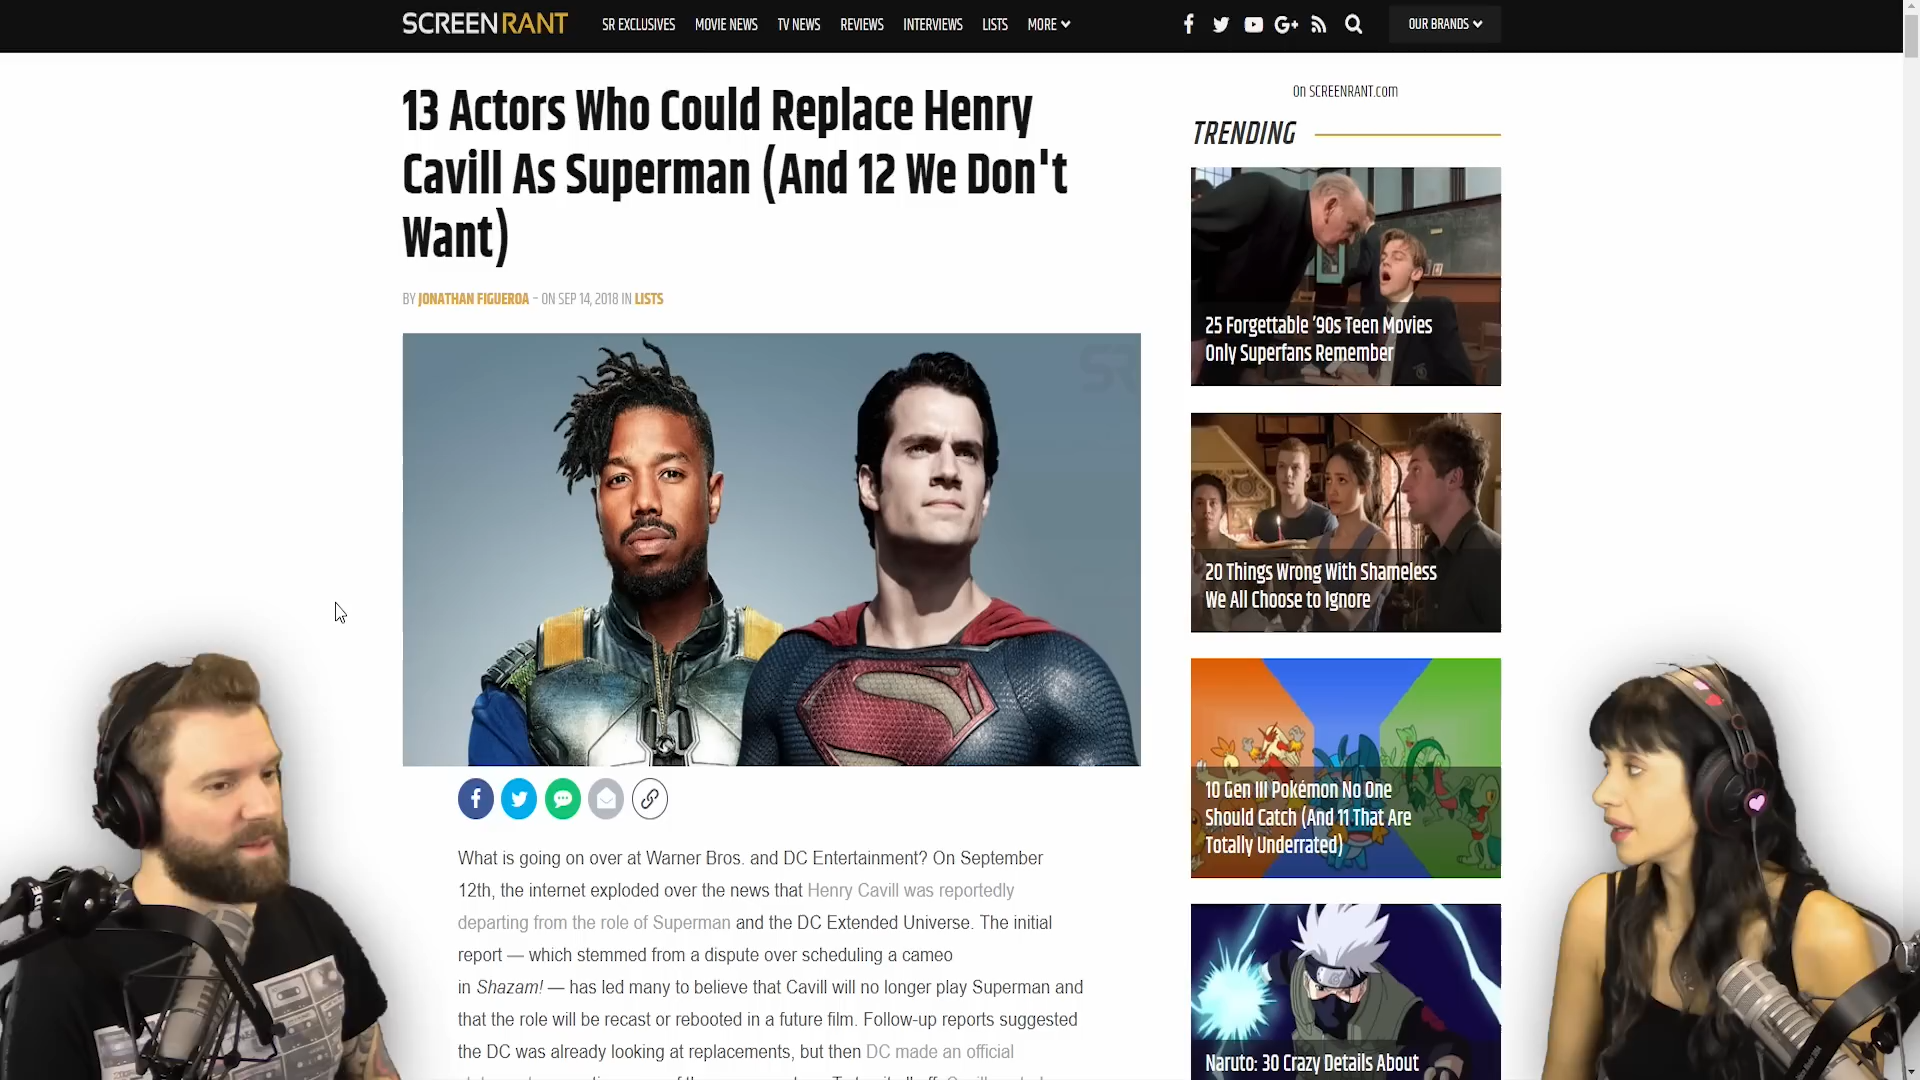 SCREENRANT
SR EXCLUSIVES MOVIE NEWS TV NEWS REVIEWS INTERVIEWS LISTS MORE
OUR BRANDS
13 Actors Who Could Replace Henry
Cavill As Superman (And 12 We Don't
Want)
BY JONATHAN FIGUEROA - ON SEP 14, 2018 IN LISTS
SR
What is going on over at Warner Bros. and DC Entertainment? On September
12th, the internet exploded over the news that Henry Cavill was reportedly
departing from the role of Superman and the DC Extended Universe. The initial
report — which stemmed from a dispute over scheduling a cameo
in Shazam! — has led many to believe that Cavill will no longer play Superman and
that the role will be recast or rebooted in a future film. Follow-up reports suggested
the DC was already looking at replacements, but then DC made an official
On SCREENRANT.com
TRENDING
25 Forgettable '90s Teen Movies
Only Superfans Remember
20 Things Wrong With Shameless
We All Choose to Ignore
10 Gen III Pokémon No One
Should Catch (And 11 That Are
Totally Underrated)
Naruto: 30 Crazy Details About